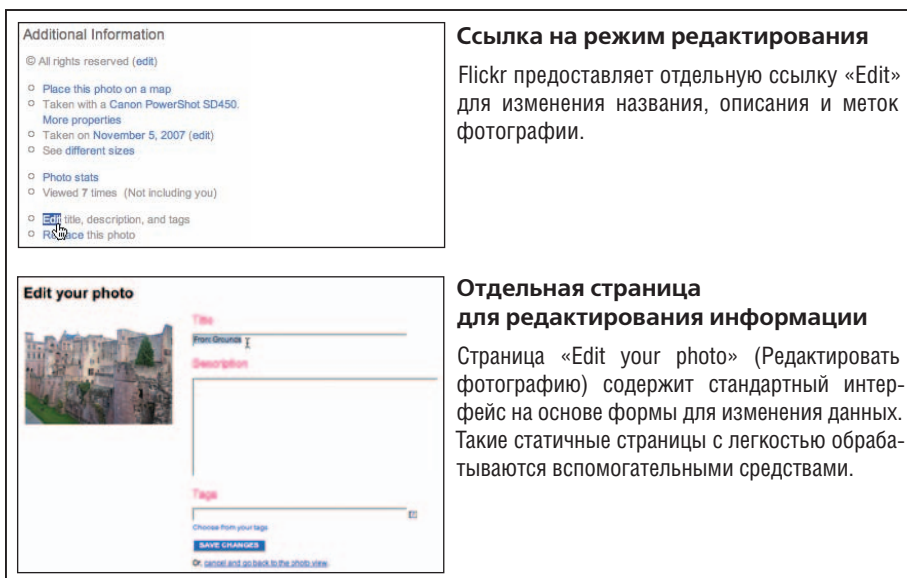 Additional Information
© All rights reserved (edit)
Place this photo on a map
Taken with a Canon PowerShot SD450.
More properties
Taken on November 5, 2007 (edit)
See different sizes
Photo stats
Viewed 7 times (Not including you)
Edit title, description, and tags
Replace this photo
Ссылка на режим редактирования
Flickr предоставляет отдельную ссылку «Edit»
для изменения названия, описания и меток
фотографии.
Edit your photo
Title
From Grounds
Description
Tags
Choose from your tags
SAVE CHANGES
Or, cancel and go back to the photo view.
Отдельная страница
для редактирования информации
Страница «Edit your photo» (Редактировать
фотографию) содержит стандартный интер-
фейс на основе формы для изменения данных.
Такие статичные страницы с легкостью обраба-
тываются вспомогательными средствами.